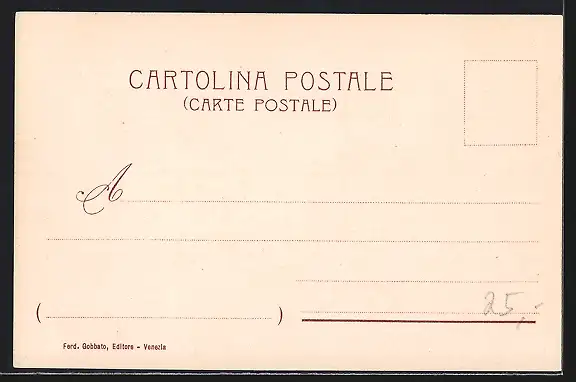 CARTOLINA POSTALE
(CARTE POSTALE)
A
( )
25,-
Ferd. Gobbato, Editore - Venezia